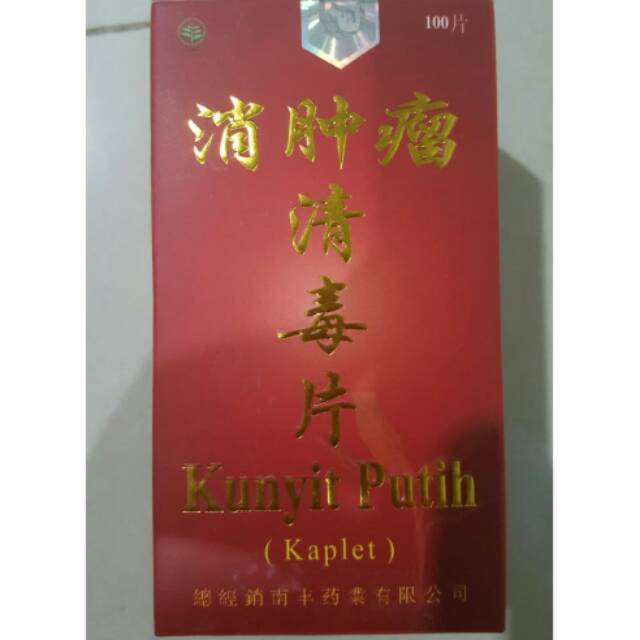 100片
消肿瘤
清
毒
片
Kunyit Putih
( Kaplet )
總經銷南丰药業有限公司